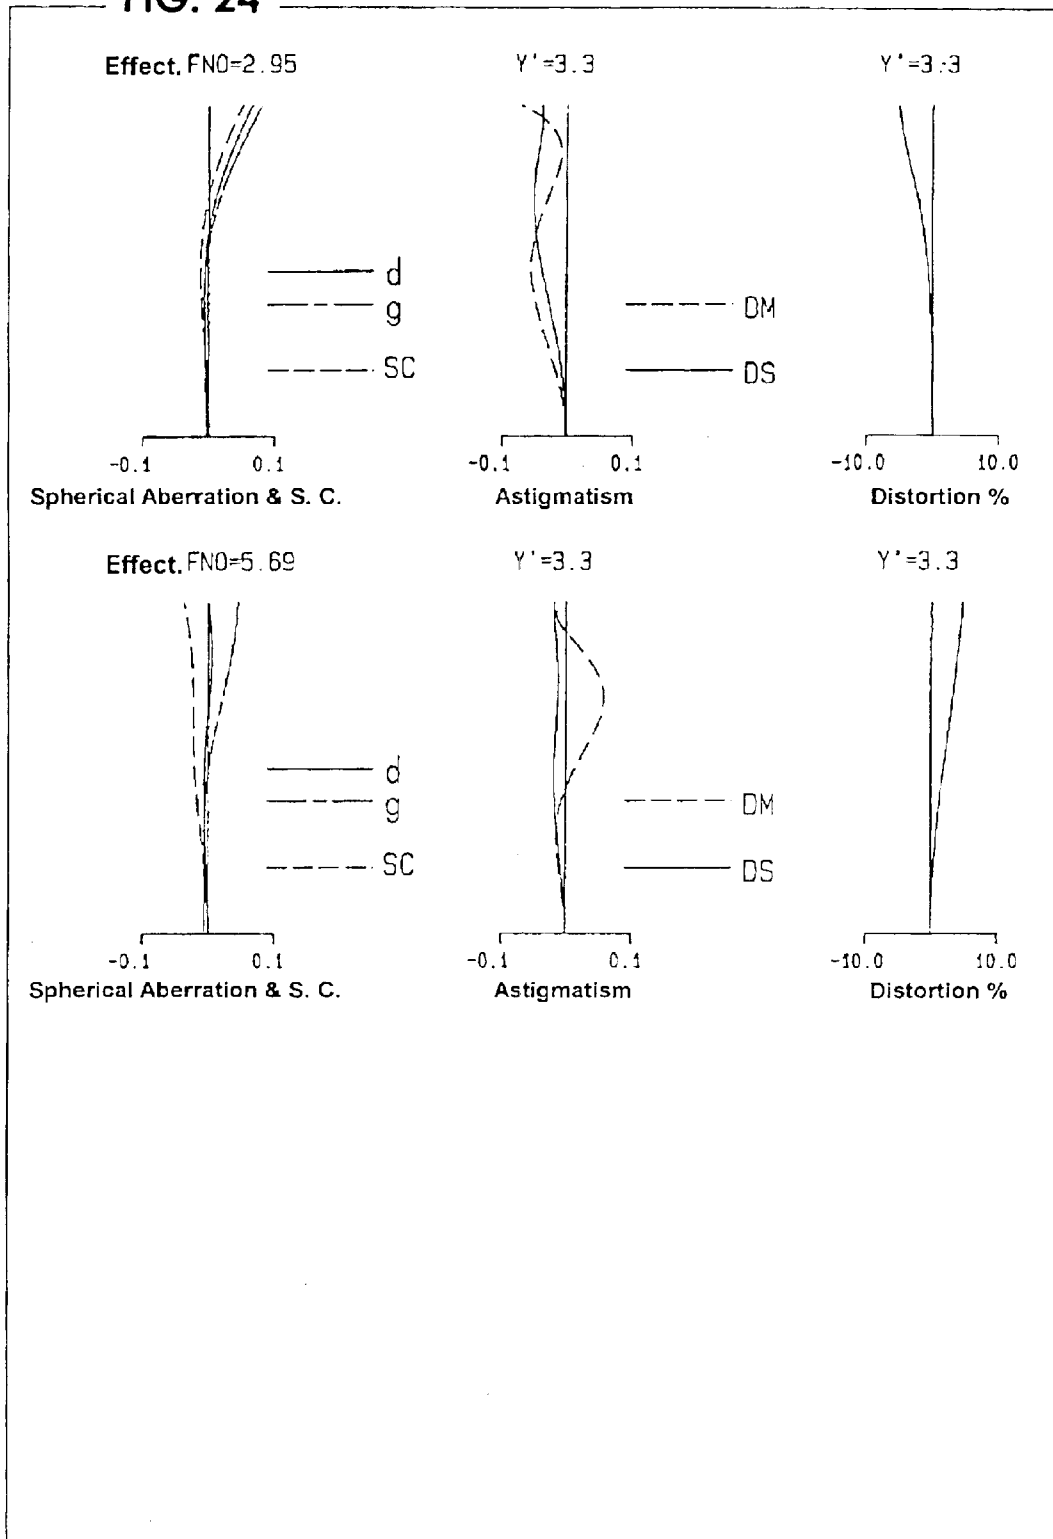 FIG. 24
Effect. FNO=2.95 Y'=3.3 Y'=3.3
d
g
DM
SC
DS
-0.1 0.1 -0.1 0.1 -10.0 10.0
Spherical Aberration & S. C. Astigmatism Distortion %
Effect. FNO=5.69 Y'=3.3 Y'=3.3
d
g
DM
SC
DS
-0.1 0.1 -0.1 0.1 -10.0 10.0
Spherical Aberration & S. C. Astigmatism Distortion %